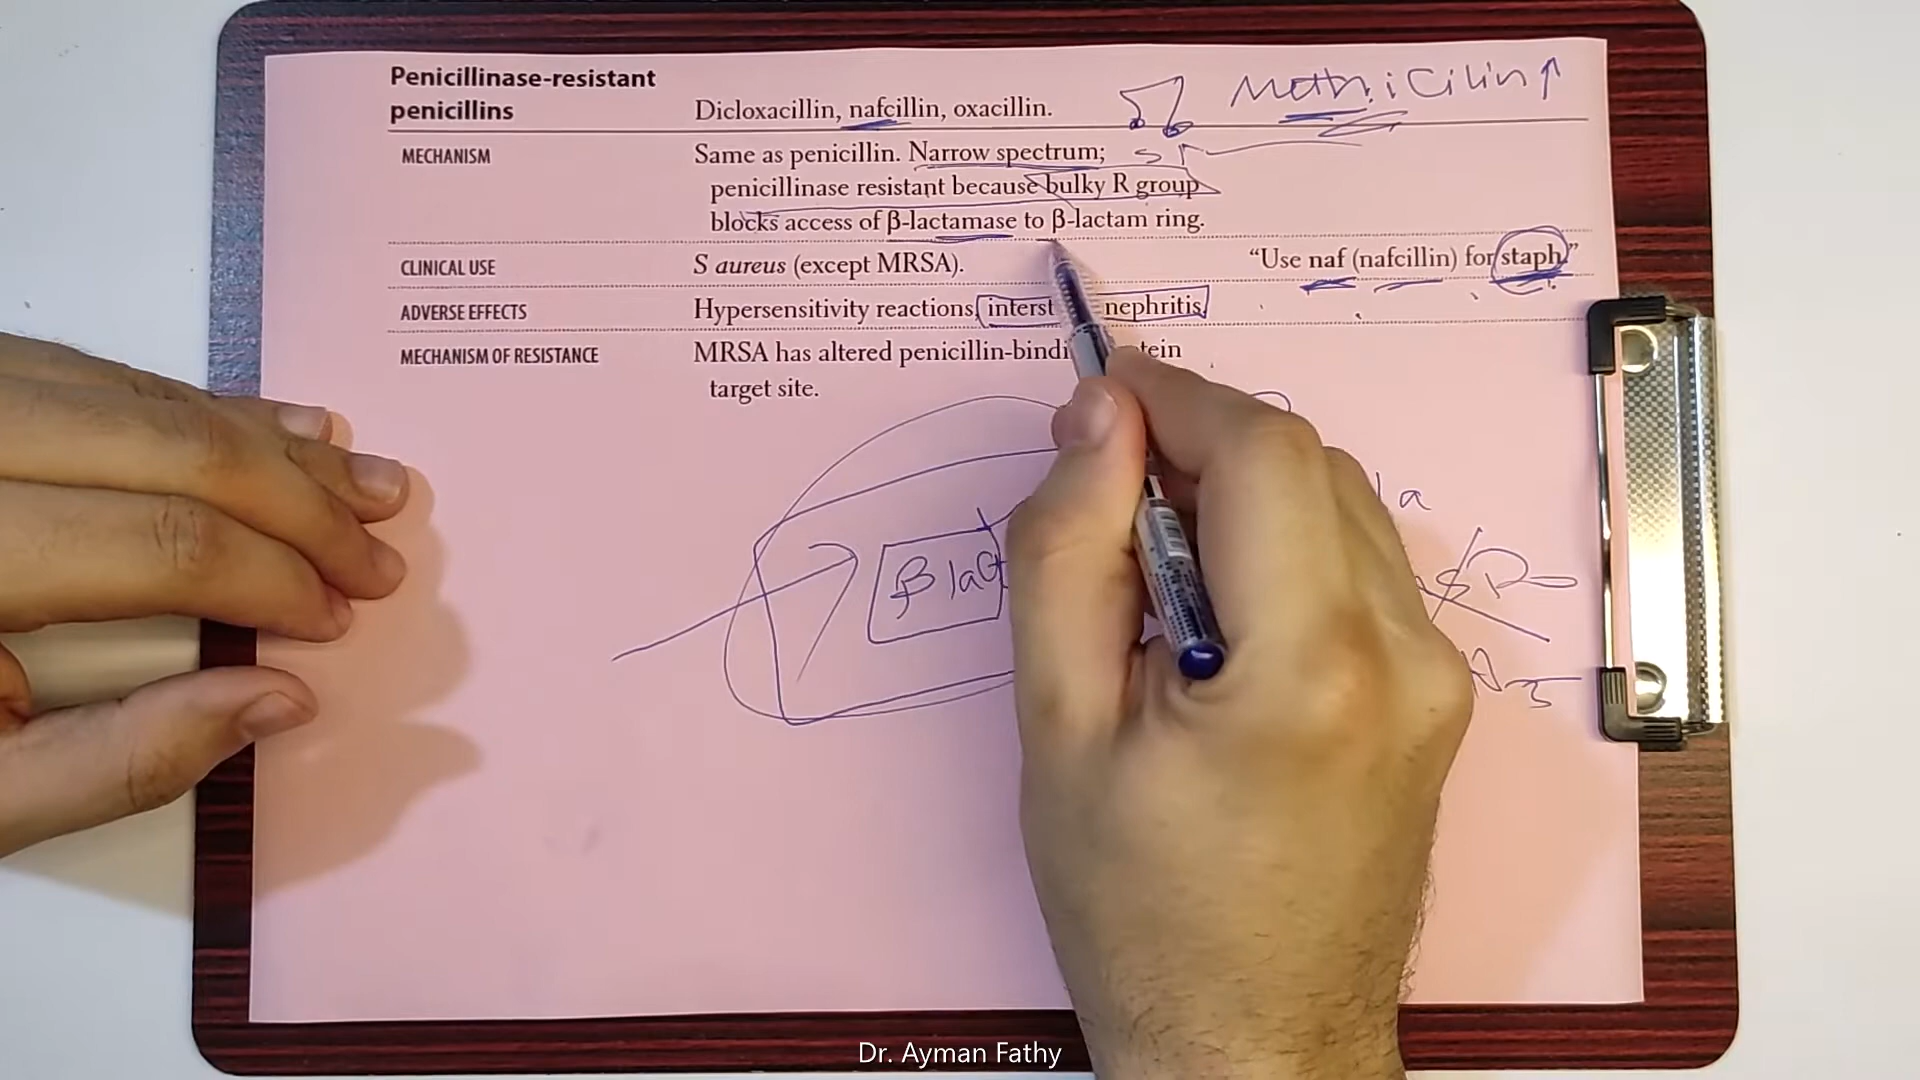 Penicillinase-resistant
penicillins
Dicloxacillin, nafcillin, oxacillin.
MECHANISM
Same as penicillin. Narrow spectrum;
penicillinase resistant because bulky R group
blocks access of β-lactamase to β-lactam ring.
CLINICAL USE
S aureus (except MRSA).
“Use naf (nafcillin) for staph.”
ADVERSE EFFECTS
Hypersensitivity reactions, interst nephritis.
MECHANISM OF RESISTANCE
MRSA has altered penicillin-bindi tein
target site.
β lact
Dr. Ayman Fathy